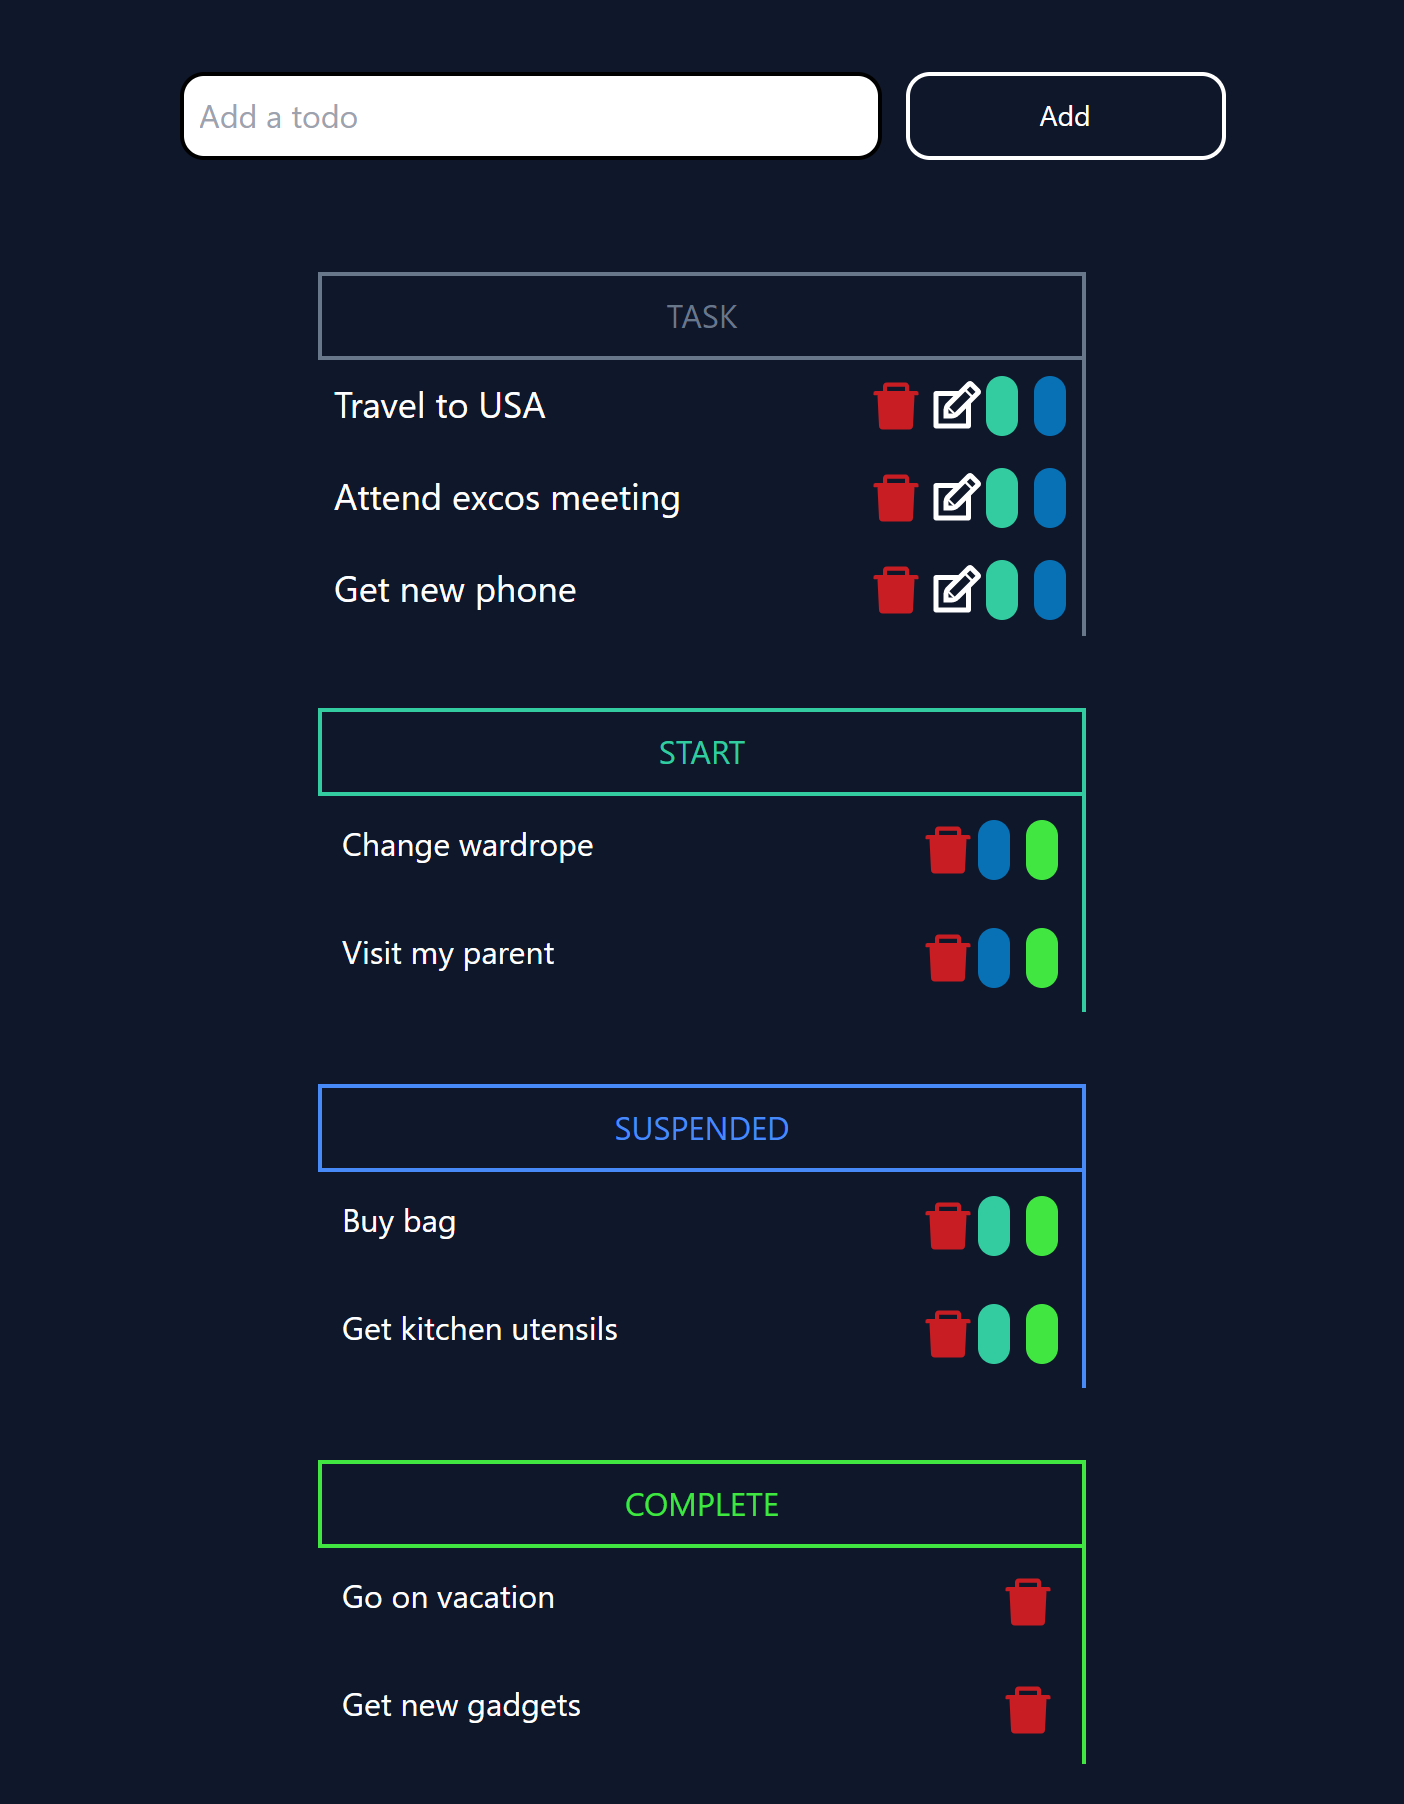 Add a todo
Add
TASK
Travel to USA
Attend excos meeting
Get new phone
START
Change wardrope
Visit my parent
SUSPENDED
Buy bag
Get kitchen utensils
COMPLETE
Go on vacation
Get new gadgets